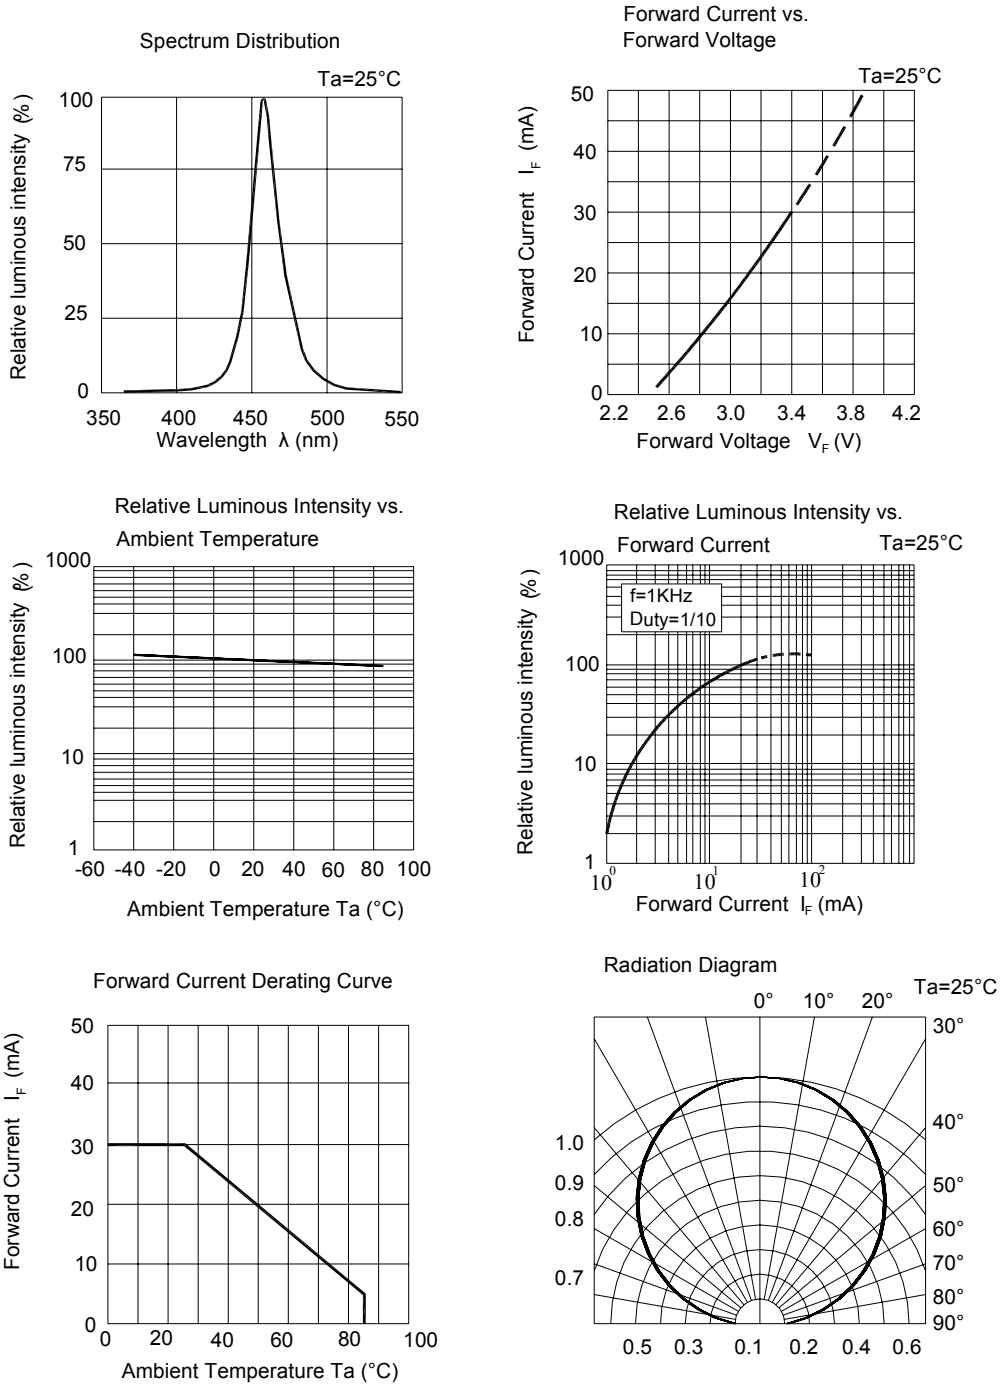 Spectrum Distribution
Ta=25°C
Relative luminous intensity (%)
100
75
50
25
0
350 400 450 500 550
Wavelength λ (nm)
Forward Current vs.
Forward Voltage
Ta=25°C
Forward Current IF (mA)
50
40
30
20
10
0
2.2 2.6 3.0 3.4 3.8 4.2
Forward Voltage VF (V)
Relative Luminous Intensity vs.
Ambient Temperature
Relative luminous intensity (%)
1000
100
10
1
-60 -40 -20 0 20 40 60 80 100
Ambient Temperature Ta (°C)
Relative Luminous Intensity vs.
Forward Current
Ta=25°C
Relative luminous intensity (%)
1000
f=1KHz
Duty=1/10
100
10
1
10⁰ 10¹ 10²
Forward Current IF (mA)
Forward Current Derating Curve
Forward Current IF (mA)
50
40
30
20
10
0
0 20 40 60 80 100
Ambient Temperature Ta (°C)
Radiation Diagram
Ta=25°C
0° 10° 20°
30°
40°
50°
60°
70°
80°
90°
1.0
0.9
0.8
0.7
0.5 0.3 0.1 0.2 0.4 0.6